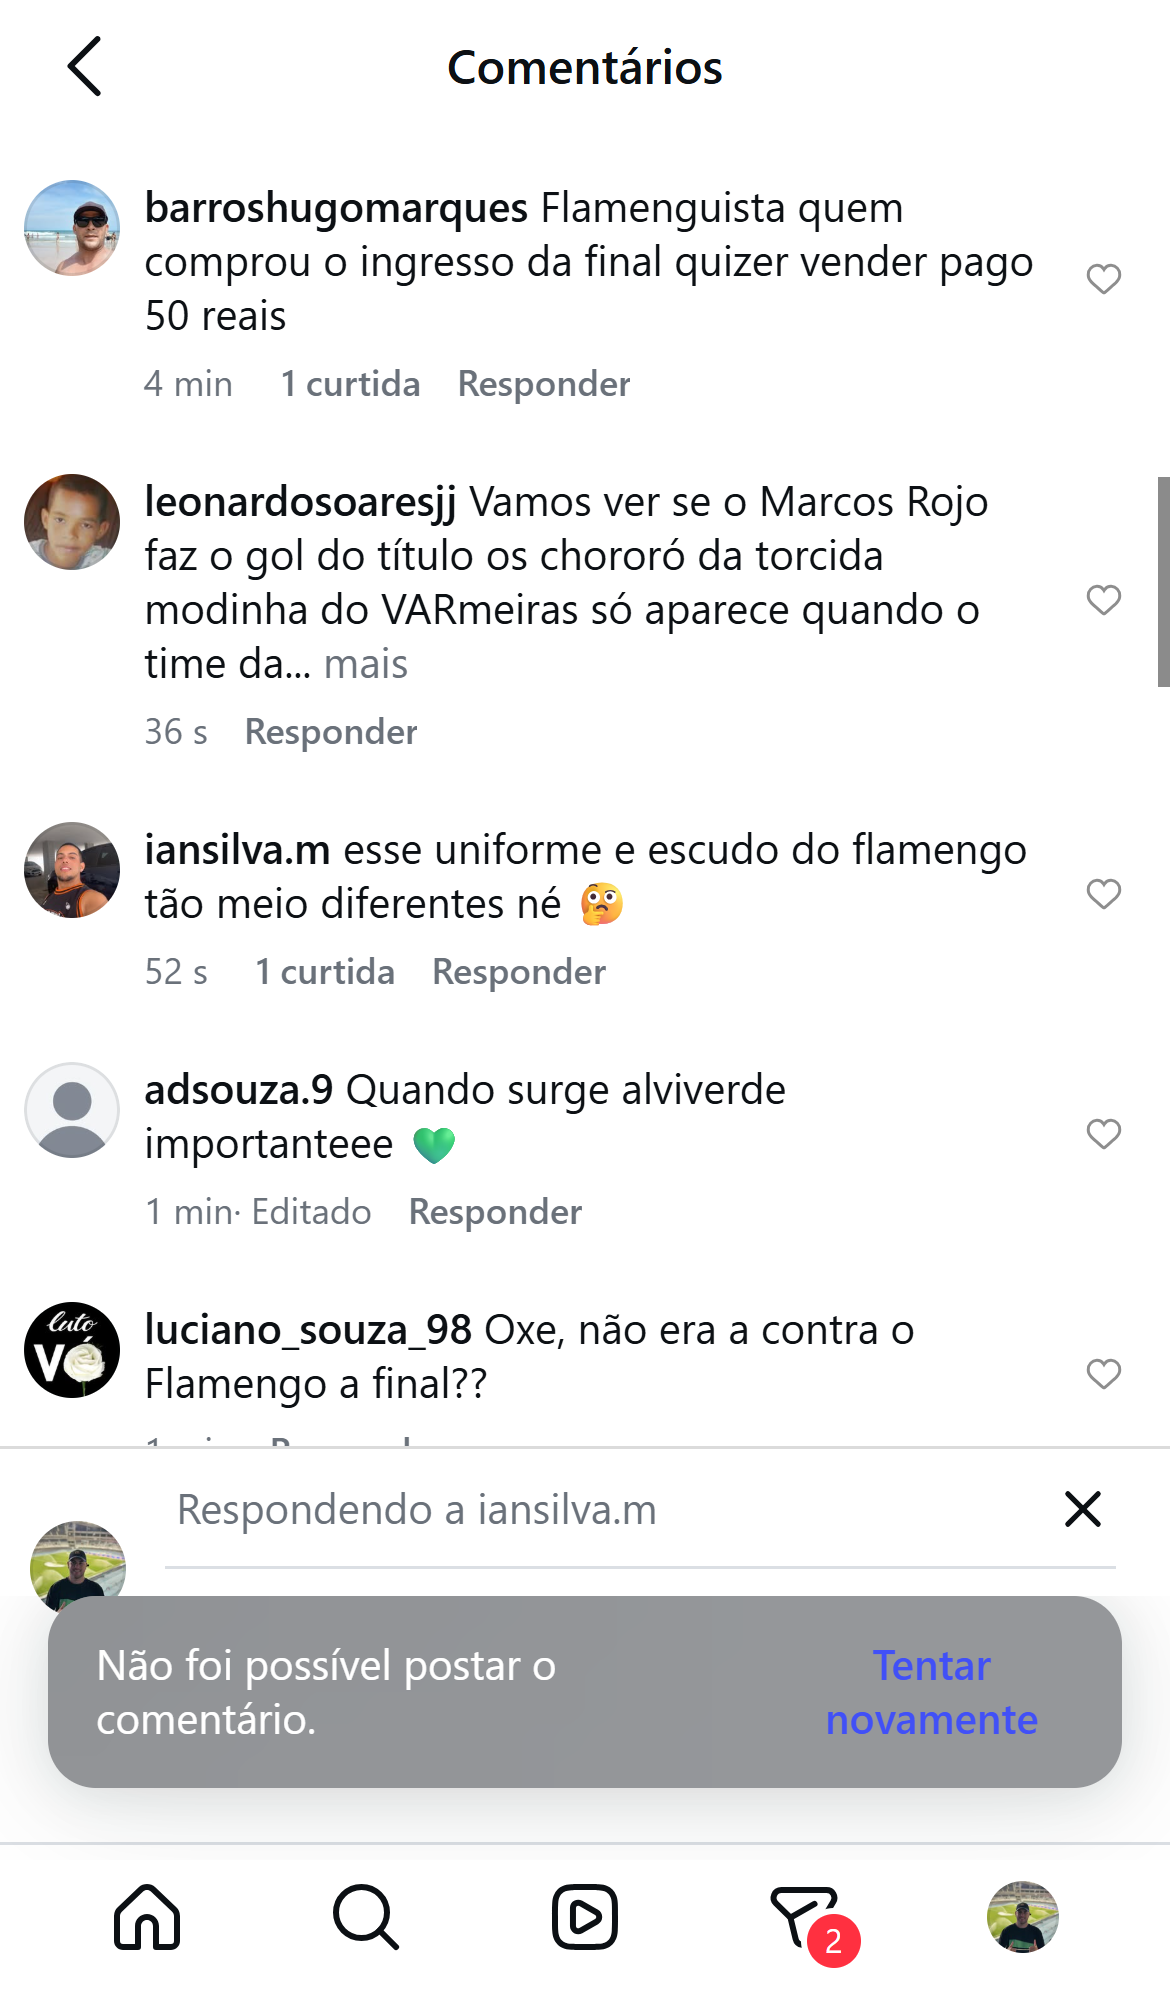 Comentários
barroshugomarques Flamenguista quem
comprou o ingresso da final quizer vender pago
50 reais
4 min 1 curtida Responder
leonardosoaresjj Vamos ver se o Marcos Rojo
faz o gol do título os chororó da torcida
modinha do VARmeiras só aparece quando o
time da... mais
36 s Responder
iansilva.m esse uniforme e escudo do flamengo
tão meio diferentes né 🤔
52 s 1 curtida Responder
adsouza.9 Quando surge alviverde
importanteee 💚
1 min· Editado Responder
luto
VÓ
luciano_souza_98 Oxe, não era a contra o
Flamengo a final??
Respondendo a iansilva.m
Não foi possível postar o
comentário.
Tentar
novamente
2